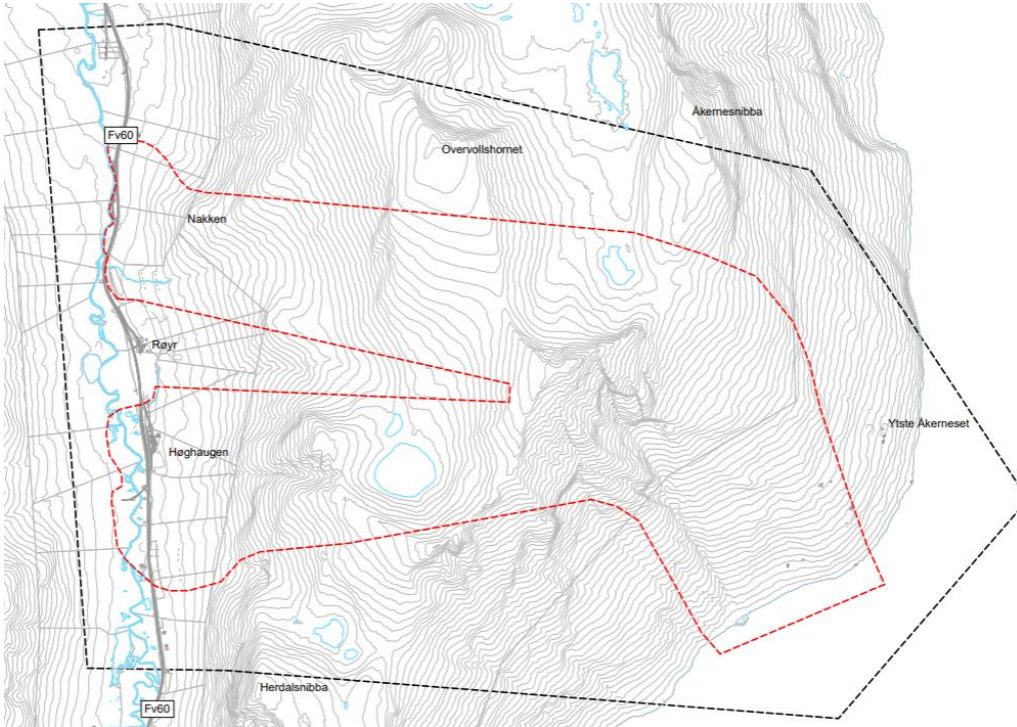 Åkernesnibba
Fv60
Overvollshornet
Nakken
Røyr
Ytste Åkerneset
Høghaugen
Herdalsnibba
Fv60